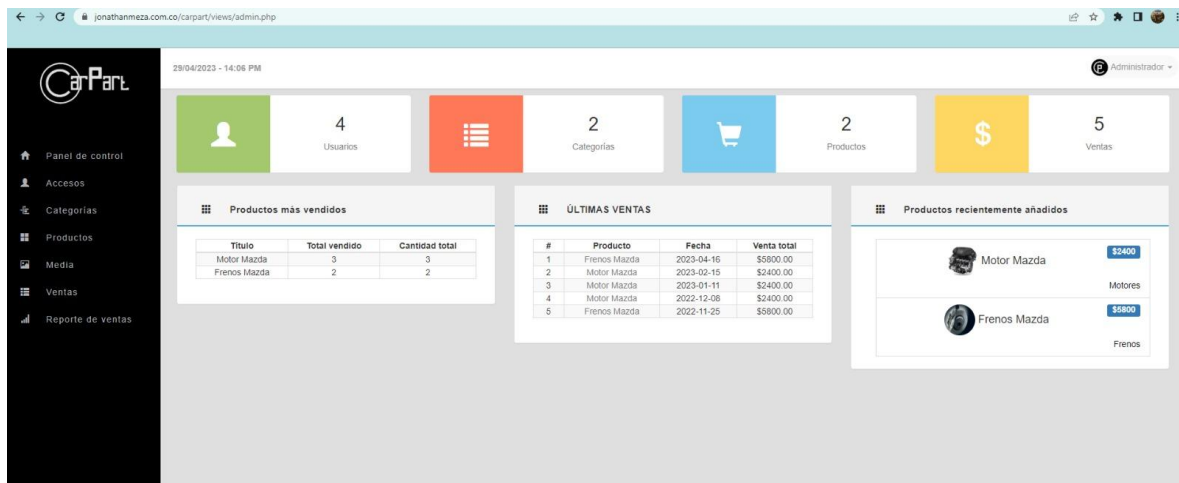 jonathanmeza.com.co/carpart/views/admin.php
CarPart
29/04/2023 - 14:06 PM
Administrador
4
Usuarios
2
Categorías
2
Productos
$
5
Ventas
Panel de control
Accesos
Categorías
Productos
Media
Ventas
Reporte de ventas
Productos más vendidos
Título Total vendido Cantidad total
Motor Mazda 3 3
Frenos Mazda 2 2
ÚLTIMAS VENTAS
# Producto Fecha Venta total
1 Frenos Mazda 2023-04-16 $5800.00
2 Motor Mazda 2023-02-15 $2400.00
3 Motor Mazda 2023-01-11 $2400.00
4 Motor Mazda 2022-12-08 $2400.00
5 Frenos Mazda 2022-11-25 $5800.00
Productos recientemente añadidos
Motor Mazda $2400
Motores
Frenos Mazda $5800
Frenos